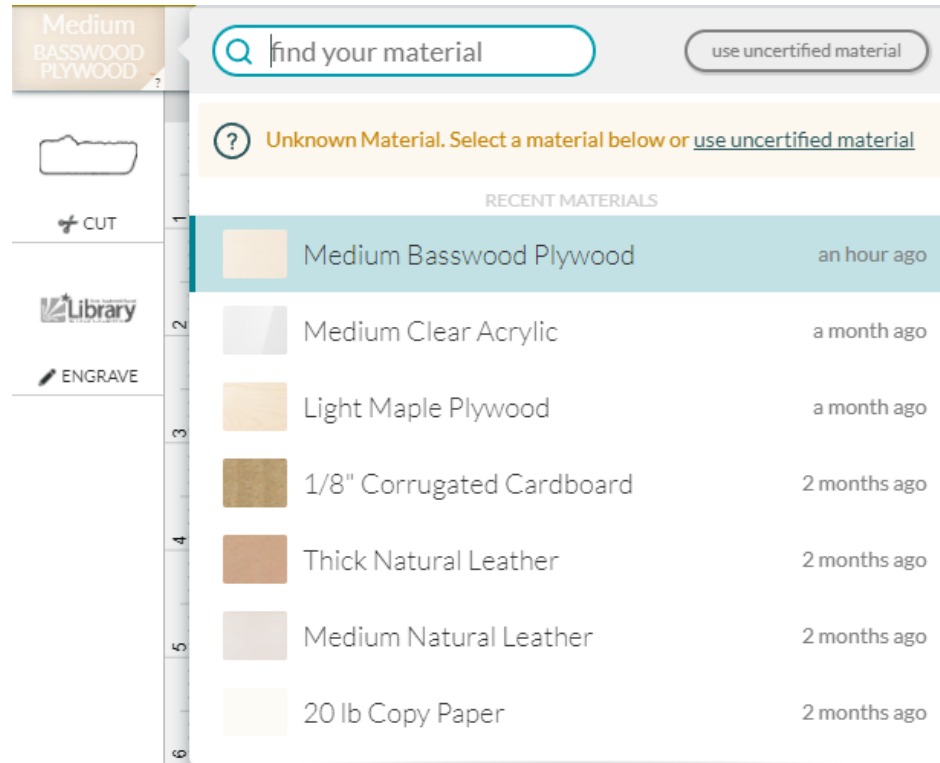 Medium
BASSWOOD
PLYWOOD
?
find your material
use uncertified material
? Unknown Material. Select a material below or use uncertified material
RECENT MATERIALS
CUT
Library
ENGRAVE
Medium Basswood Plywood an hour ago
Medium Clear Acrylic a month ago
Light Maple Plywood a month ago
1/8" Corrugated Cardboard 2 months ago
Thick Natural Leather 2 months ago
Medium Natural Leather 2 months ago
20 lb Copy Paper 2 months ago
1
2
3
4
5
6